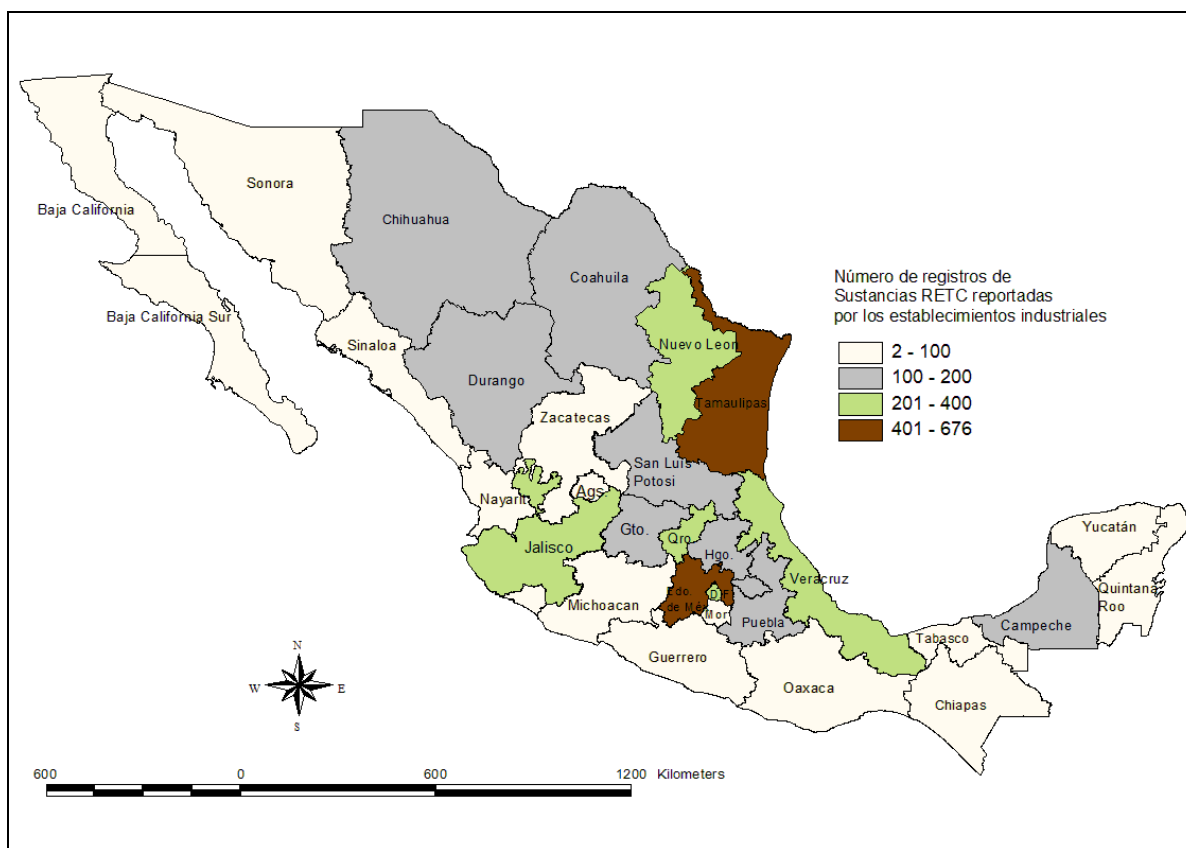 Sonora
Baja California
Chihuahua
Coahuila
Número de registros de
Sustancias RETC reportadas
por los establecimientos industriales
2 - 100
100 - 200
201 - 400
401 - 676
Baja California Sur
Sinaloa
Nuevo Leon
Durango
Tamaulipas
Zacatecas
San Luis
Potosi
Nayarit
Ags.
Gto.
Qro.
Hgo.
Jalisco
Yucatán
Quintana
Roo
Veracruz
Edo.
de Méx
D.F.
Mor
Michoacan
Puebla
Campeche
Tabasco
Guerrero
Oaxaca
Chiapas
N
W
E
S
600
0
600
1200
Kilometers